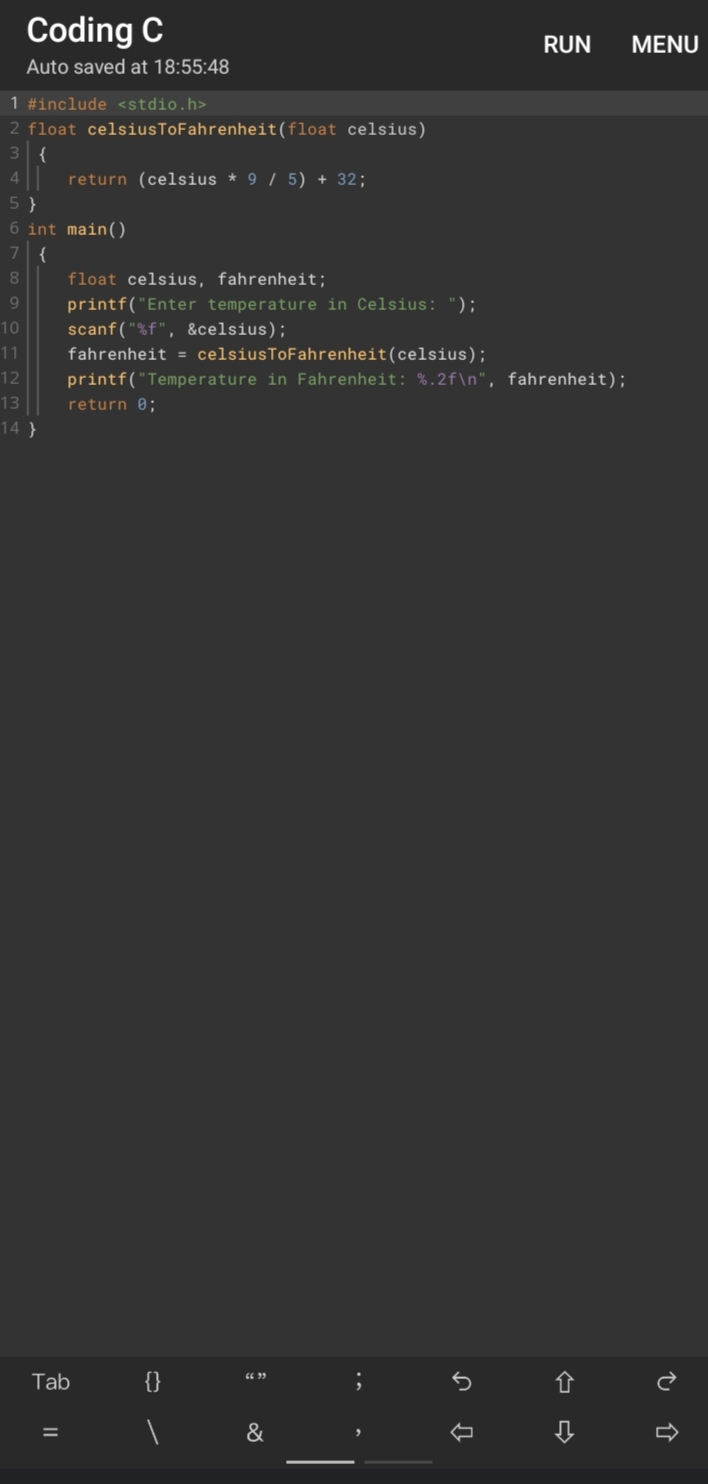 Coding C
RUN MENU
Auto saved at 18:55:48
1 #include <stdio.h>
2 float celsiusToFahrenheit(float celsius)
3 {
4 return (celsius * 9 / 5) + 32;
5 }
6 int main()
7 {
8 float celsius, fahrenheit;
9 printf("Enter temperature in Celsius: ");
10 scanf("%f", &celsius);
11 fahrenheit = celsiusToFahrenheit(celsius);
12 printf("Temperature in Fahrenheit: %.2f\n", fahrenheit);
13 return 0;
14 }
Tab {} “” ;
= \ & ,